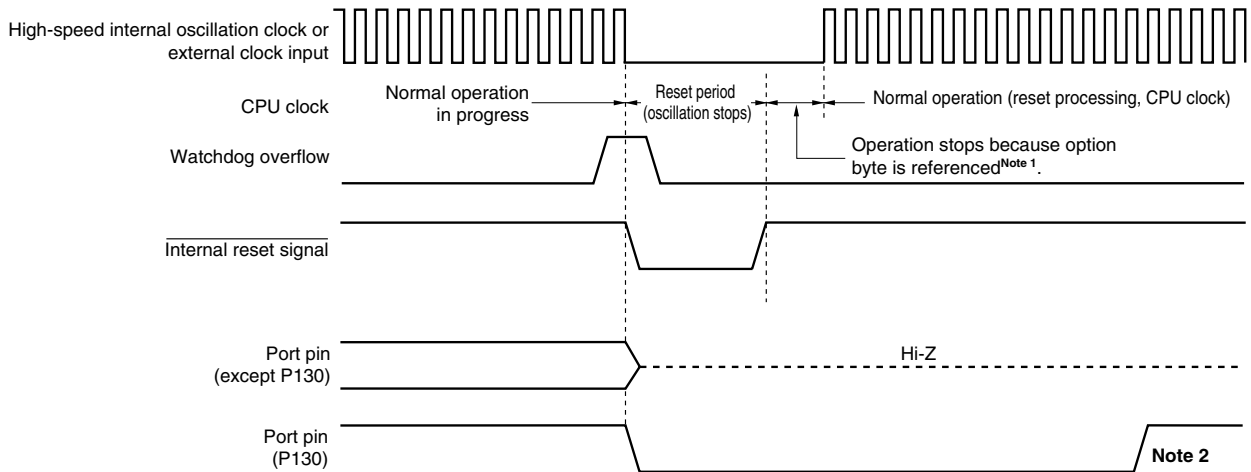 High-speed internal oscillation clock or
external clock input
CPU clock
Normal operation
in progress
Reset period
(oscillation stops)
Normal operation (reset processing, CPU clock)
Watchdog overflow
Operation stops because option
byte is referencedNote 1.
Internal reset signal
Port pin
(except P130)
Hi-Z
Port pin
(P130)
Note 2